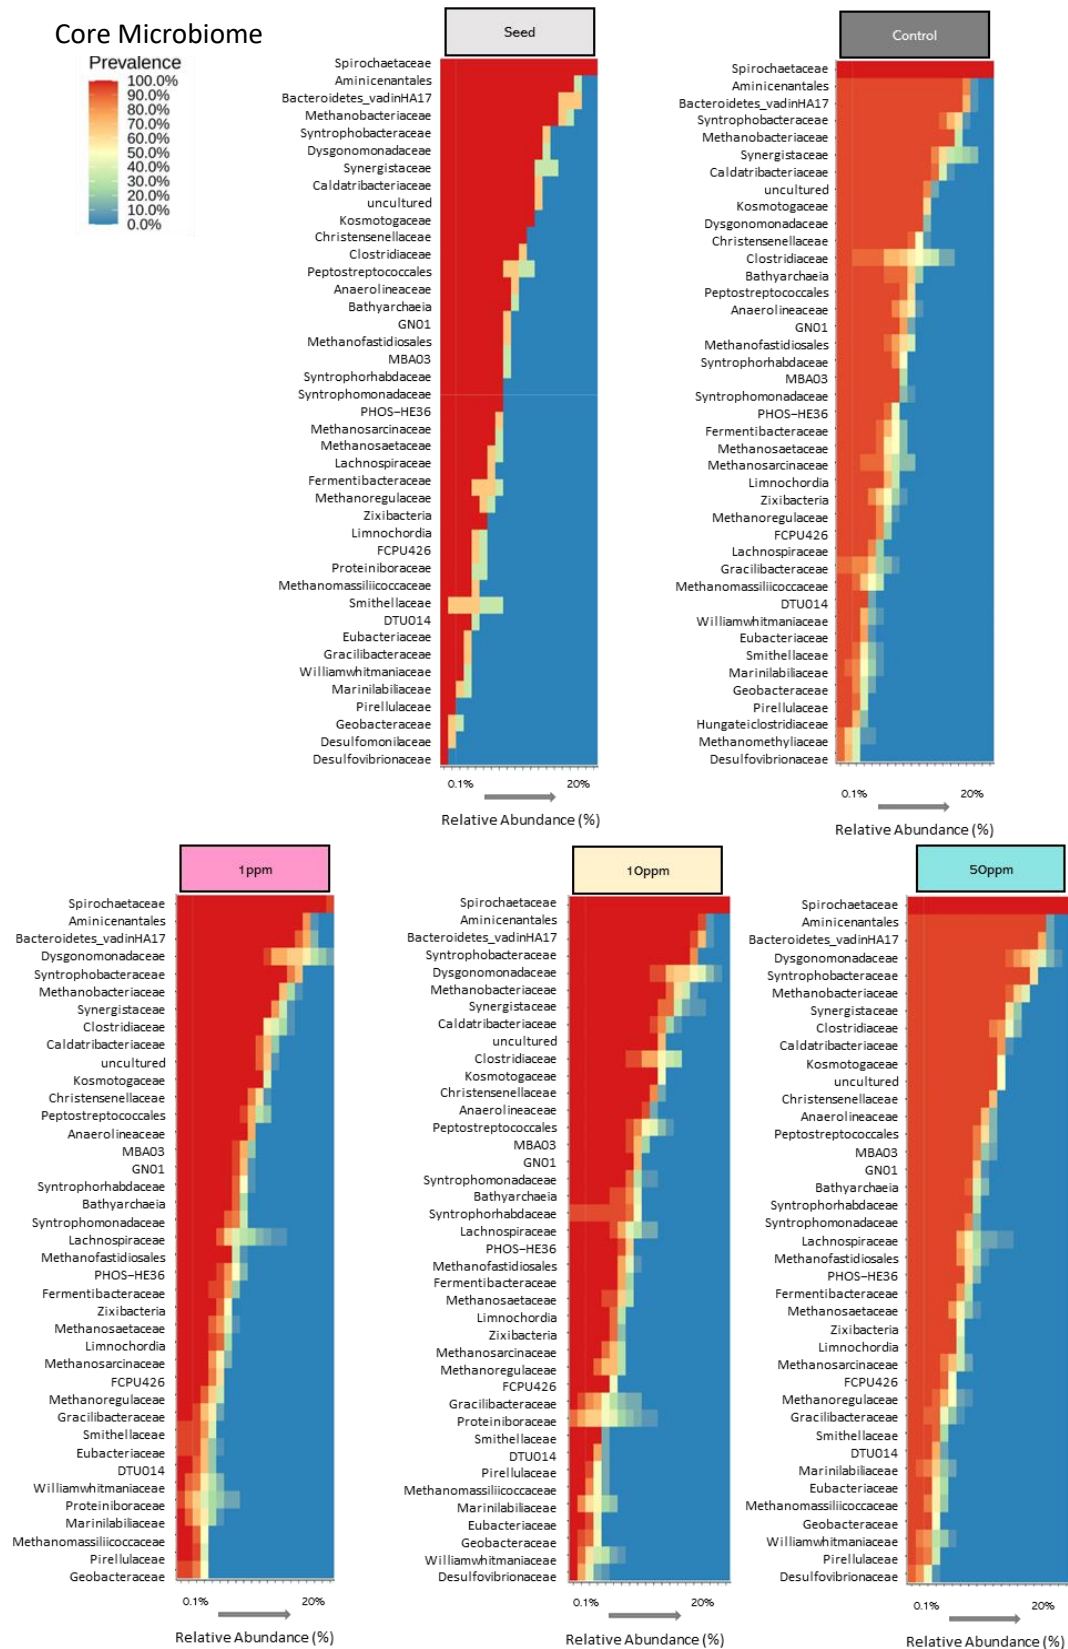 Core Microbiome
Prevalence
100.0%
90.0%
80.0%
70.0%
60.0%
50.0%
40.0%
30.0%
20.0%
10.0%
0.0%
Seed
Spirochaetaceae
Aminicenantales
Bacteroidetes_vadinHA17
Methanobacteriaceae
Syntrophobacteraceae
Dysgonomonadaceae
Synergistaceae
Caldatribacteriaceae
uncultured
Kosmotogaceae
Christensenellaceae
Clostridiaceae
Peptostreptococcales
Anaerolineaceae
Bathyarchaeia
GN01
Methanofastidiosales
MBA03
Syntrophorhabdaceae
Syntrophomonadaceae
PHOS−HE36
Methanosarcinaceae
Methanosaetaceae
Lachnospiraceae
Fermentibacteraceae
Methanoregulaceae
Zixibacteria
Limnochordia
FCPU426
Proteiniboraceae
Methanomassiliicoccaceae
Smithellaceae
DTU014
Eubacteriaceae
Gracilibacteraceae
Williamwhitmaniaceae
Marinilabiliaceae
Pirellulaceae
Geobacteraceae
Desulfomonilaceae
Desulfovibrionaceae
0.1% 20%
Relative Abundance (%)
Control
Spirochaetaceae
Aminicenantales
Bacteroidetes_vadinHA17
Syntrophobacteraceae
Methanobacteriaceae
Synergistaceae
Caldatribacteriaceae
uncultured
Kosmotogaceae
Dysgonomonadaceae
Christensenellaceae
Clostridiaceae
Bathyarchaeia
Peptostreptococcales
Anaerolineaceae
GN01
Methanofastidiosales
Syntrophorhabdaceae
MBA03
Syntrophomonadaceae
PHOS−HE36
Fermentibacteraceae
Methanosaetaceae
Methanosarcinaceae
Limnochordia
Zixibacteria
Methanoregulaceae
FCPU426
Lachnospiraceae
Gracilibacteraceae
Methanomassiliicoccaceae
DTU014
Williamwhitmaniaceae
Eubacteriaceae
Smithellaceae
Marinilabiliaceae
Geobacteraceae
Pirellulaceae
Hungateiclostridiaceae
Methanomethyliaceae
Desulfovibrionaceae
0.1% 20%
Relative Abundance (%)
1ppm
Spirochaetaceae
Aminicenantales
Bacteroidetes_vadinHA17
Dysgonomonadaceae
Syntrophobacteraceae
Methanobacteriaceae
Synergistaceae
Clostridiaceae
Caldatribacteriaceae
uncultured
Kosmotogaceae
Christensenellaceae
Peptostreptococcales
Anaerolineaceae
MBA03
GN01
Syntrophorhabdaceae
Bathyarchaeia
Syntrophomonadaceae
Lachnospiraceae
Methanofastidiosales
PHOS−HE36
Fermentibacteraceae
Zixibacteria
Methanosaetaceae
Limnochordia
Methanosarcinaceae
FCPU426
Methanoregulaceae
Gracilibacteraceae
Smithellaceae
Eubacteriaceae
DTU014
Williamwhitmaniaceae
Proteiniboraceae
Marinilabiliaceae
Methanomassiliicoccaceae
Pirellulaceae
Geobacteraceae
0.1% 20%
Relative Abundance (%)
10ppm
Spirochaetaceae
Aminicenantales
Bacteroidetes_vadinHA17
Syntrophobacteraceae
Dysgonomonadaceae
Methanobacteriaceae
Synergistaceae
Caldatribacteriaceae
uncultured
Clostridiaceae
Kosmotogaceae
Christensenellaceae
Anaerolineaceae
Peptostreptococcales
MBA03
GN01
Syntrophomonadaceae
Bathyarchaeia
Syntrophorhabdaceae
Lachnospiraceae
PHOS−HE36
Methanofastidiosales
Fermentibacteraceae
Methanosaetaceae
Limnochordia
Zixibacteria
Methanosarcinaceae
Methanoregulaceae
FCPU426
Gracilibacteraceae
Proteiniboraceae
Smithellaceae
DTU014
Pirellulaceae
Methanomassiliicoccaceae
Marinilabiliaceae
Eubacteriaceae
Geobacteraceae
Williamwhitmaniaceae
Desulfovibrionaceae
0.1% 20%
Relative Abundance (%)
50ppm
Spirochaetaceae
Aminicenantales
Bacteroidetes_vadinHA17
Dysgonomonadaceae
Syntrophobacteraceae
Methanobacteriaceae
Synergistaceae
Clostridiaceae
Caldatribacteriaceae
Kosmotogaceae
uncultured
Christensenellaceae
Anaerolineaceae
Peptostreptococcales
MBA03
GN01
Bathyarchaeia
Syntrophorhabdaceae
Syntrophomonadaceae
Lachnospiraceae
Methanofastidiosales
PHOS−HE36
Fermentibacteraceae
Methanosaetaceae
Zixibacteria
Limnochordia
Methanosarcinaceae
FCPU426
Methanoregulaceae
Gracilibacteraceae
Smithellaceae
DTU014
Marinilabiliaceae
Eubacteriaceae
Methanomassiliicoccaceae
Geobacteraceae
Williamwhitmaniaceae
Pirellulaceae
Desulfovibrionaceae
0.1% 20%
Relative Abundance (%)